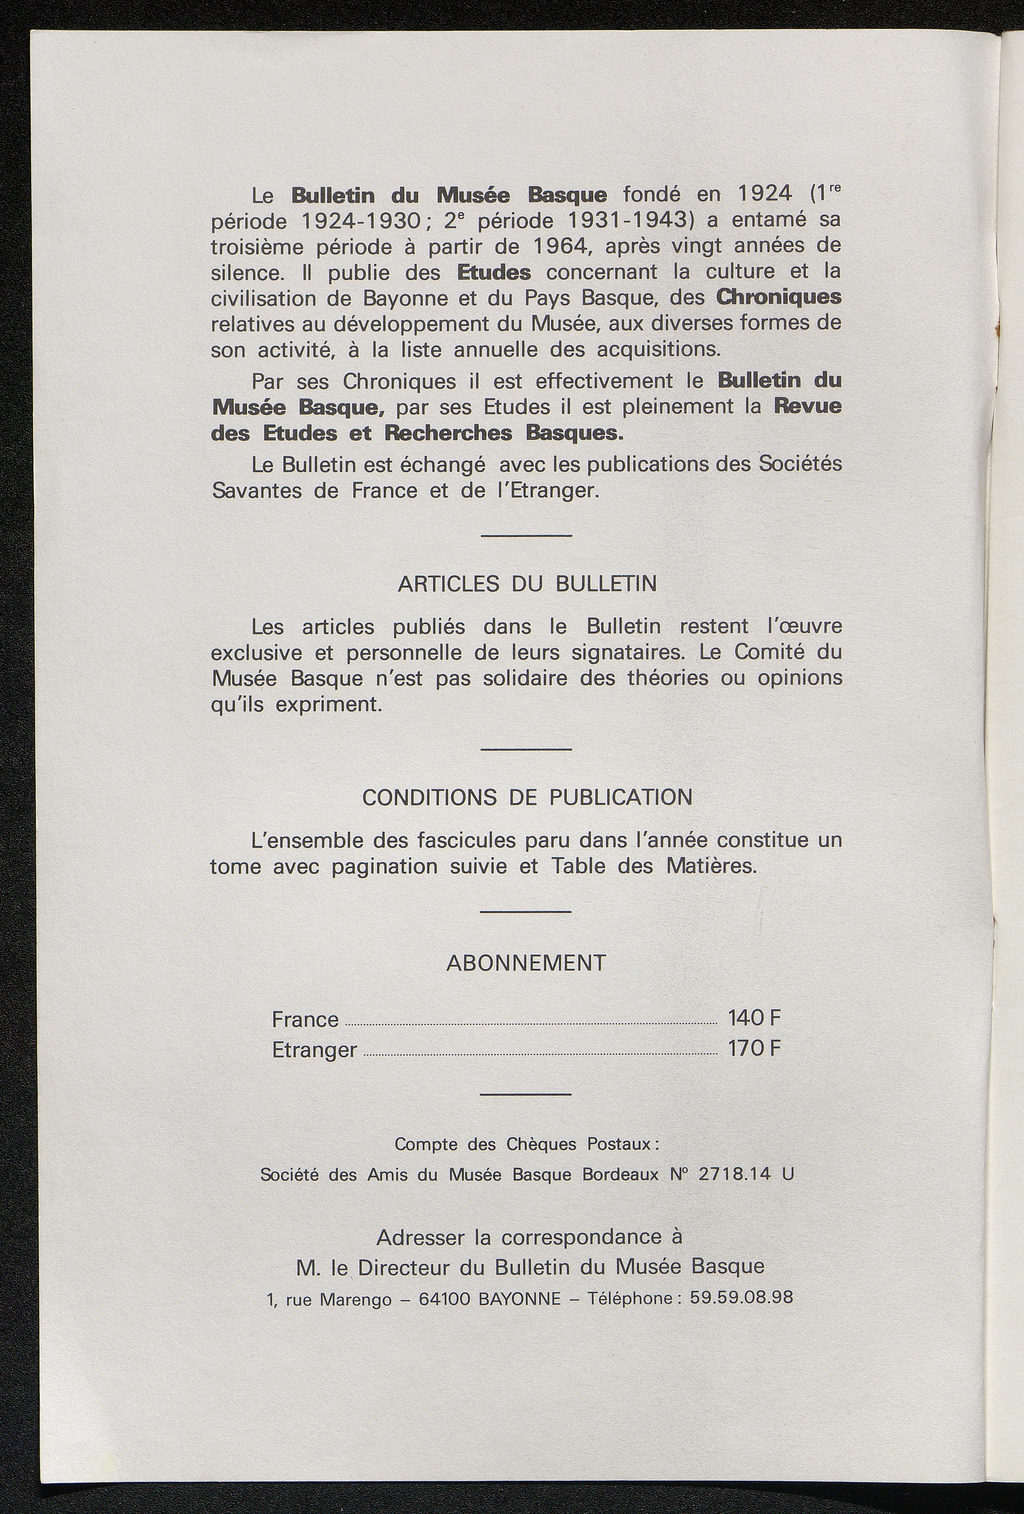 Le Bulletin du Musée Basque fondé en 1924 (1re
période 1924-1930 ; 2e période 1931-1943) a entamé sa
troisième période à partir de 1964, après vingt années de
silence. Il publie des Etudes concernant la culture et la
civilisation de Bayonne et du Pays Basque, des Chroniques
relatives au développement du Musée, aux diverses formes de
son activité, à la liste annuelle des acquisitions.
Par ses Chroniques il est effectivement le Bulletin du
Musée Basque, par ses Etudes il est pleinement la Revue
des Etudes et Recherches Basques.
Le Bulletin est échangé avec les publications des Sociétés
Savantes de France et de l'Etranger.
ARTICLES DU BULLETIN
Les articles publiés dans le Bulletin restent l'œuvre
exclusive et personnelle de leurs signataires. Le Comité du
Musée Basque n'est pas solidaire des théories ou opinions
qu'ils expriment.
CONDITIONS DE PUBLICATION
L'ensemble des fascicules paru dans l'année constitue un
tome avec pagination suivie et Table des Matières.
ABONNEMENT
France ........ 140 F
Etranger ........ 170 F
Compte des Chèques Postaux :
Société des Amis du Musée Basque Bordeaux N° 2718.14 U
Adresser la correspondance à
M. le Directeur du Bulletin du Musée Basque
1, rue Marengo – 64100 BAYONNE – Téléphone : 59.59.08.98